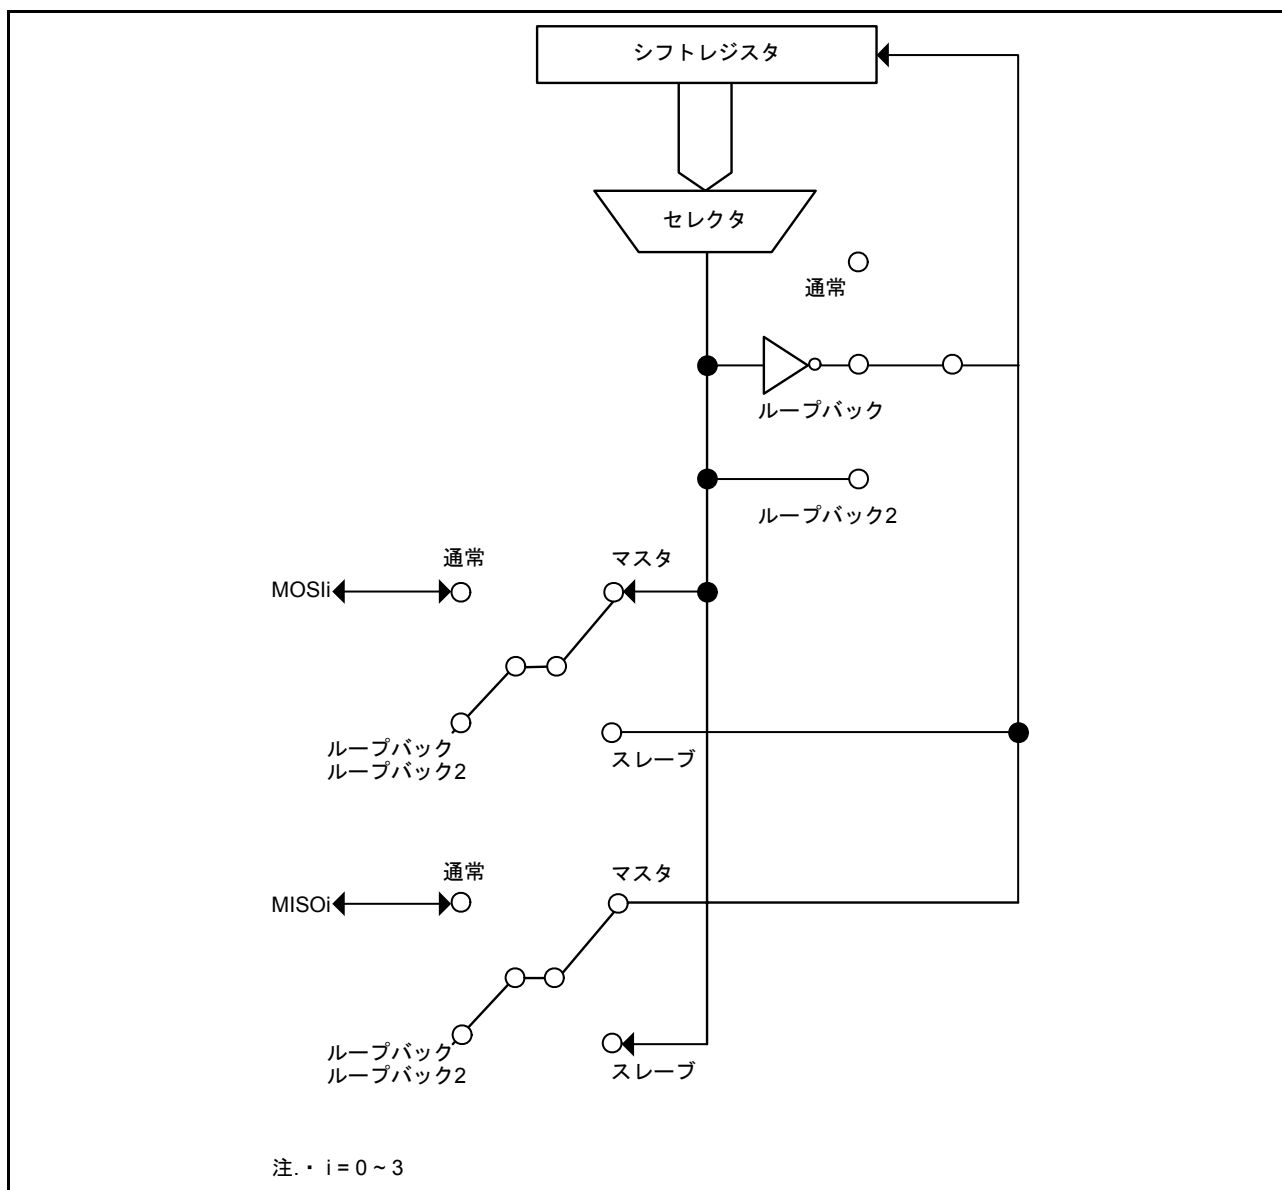 シフトレジスタ
セレクタ
通常
ループバック
ループバック2
通常
マスタ
MOSIi
ループバック
ループバック2
スレーブ
通常
マスタ
MISOi
ループバック
ループバック2
スレーブ
注.・ i = 0 ~ 3